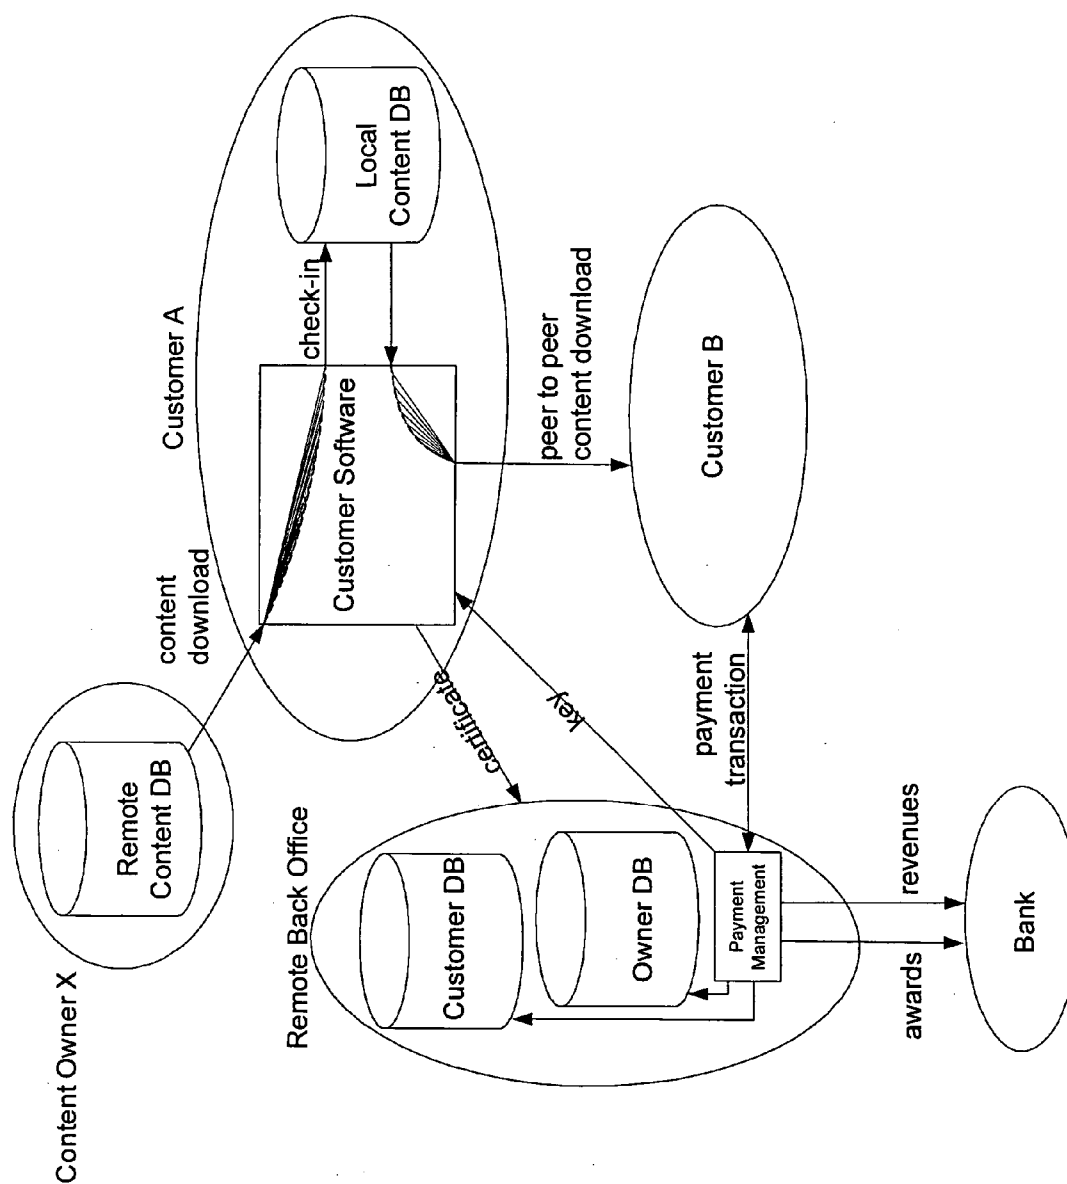 Content Owner X
Remote
Content DB
content
download
Customer A
Customer Software
check-in
Local
Content DB
certificate
key
peer to peer
content download
Customer B
Remote Back Office
Customer DB
Owner DB
Payment
Management
payment
transaction
awards
revenues
Bank